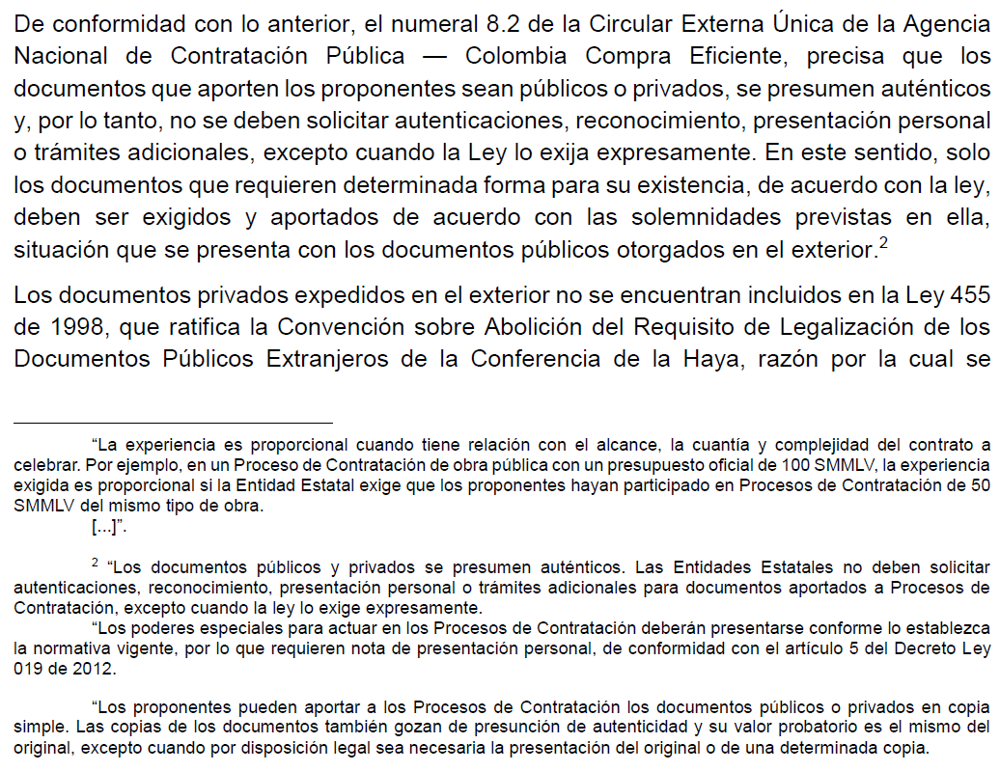 De conformidad con lo anterior, el numeral 8.2 de la Circular Externa Única de la Agencia
Nacional de Contratación Pública — Colombia Compra Eficiente, precisa que los
documentos que aporten los proponentes sean públicos o privados, se presumen auténticos
y, por lo tanto, no se deben solicitar autenticaciones, reconocimiento, presentación personal
o trámites adicionales, excepto cuando la Ley lo exija expresamente. En este sentido, solo
los documentos que requieren determinada forma para su existencia, de acuerdo con la ley,
deben ser exigidos y aportados de acuerdo con las solemnidades previstas en ella,
situación que se presenta con los documentos públicos otorgados en el exterior.2
Los documentos privados expedidos en el exterior no se encuentran incluidos en la Ley 455
de 1998, que ratifica la Convención sobre Abolición del Requisito de Legalización de los
Documentos Públicos Extranjeros de la Conferencia de la Haya, razón por la cual se
“La experiencia es proporcional cuando tiene relación con el alcance, la cuantía y complejidad del contrato a
celebrar. Por ejemplo, en un Proceso de Contratación de obra pública con un presupuesto oficial de 100 SMMLV, la experiencia
exigida es proporcional si la Entidad Estatal exige que los proponentes hayan participado en Procesos de Contratación de 50
SMMLV del mismo tipo de obra.
[...]”.
2 “Los documentos públicos y privados se presumen auténticos. Las Entidades Estatales no deben solicitar
autenticaciones, reconocimiento, presentación personal o trámites adicionales para documentos aportados a Procesos de
Contratación, excepto cuando la ley lo exige expresamente.
“Los poderes especiales para actuar en los Procesos de Contratación deberán presentarse conforme lo establezca
la normativa vigente, por lo que requieren nota de presentación personal, de conformidad con el artículo 5 del Decreto Ley
019 de 2012.
“Los proponentes pueden aportar a los Procesos de Contratación los documentos públicos o privados en copia
simple. Las copias de los documentos también gozan de presunción de autenticidad y su valor probatorio es el mismo del
original, excepto cuando por disposición legal sea necesaria la presentación del original o de una determinada copia.